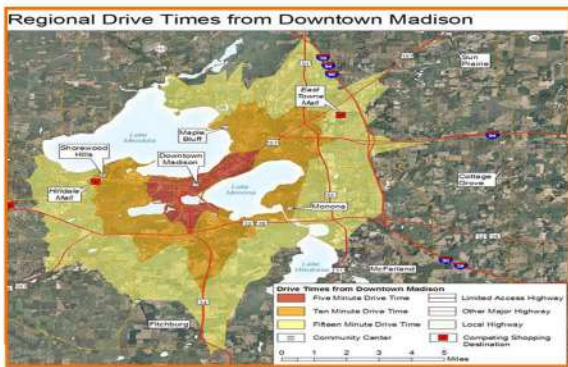 Regional Drive Times from Downtown Madison
Sun
Prairie
East
Towne
Mall
Maple
Bluff
Lake
Mendota
Shorewood
Hills
Downtown
Madison
Hilldale
Mall
Lake
Monona
Cottage
Grove
Monona
Lake
Waubesa
McFarland
Fitchburg
Drive Times from Downtown Madison
Five Minute Drive Time
Ten Minute Drive Time
Fifteen Minute Drive Time
Community Center
Limited Access Highway
Other Major Highway
Local Highway
Competing Shopping
Destination
0 1 2 3 4 5
Miles